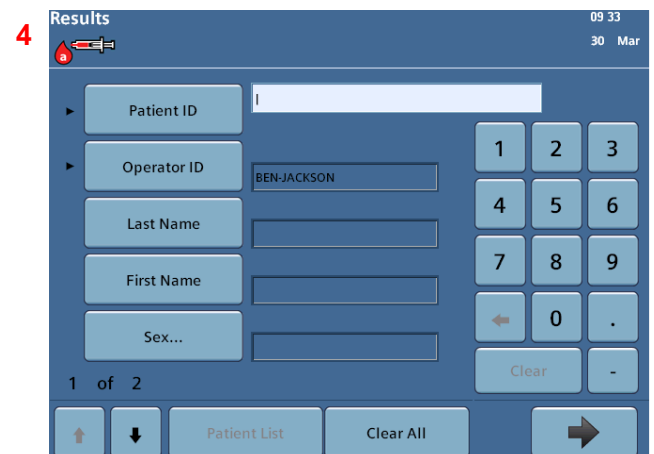 4
Results
09 33
30 Mar
a
Patient ID
Operator ID
BEN-JACKSON
Last Name
First Name
Sex...
1 of 2
1 2 3
4 5 6
7 8 9
0 .
Clear -
Patient List
Clear All